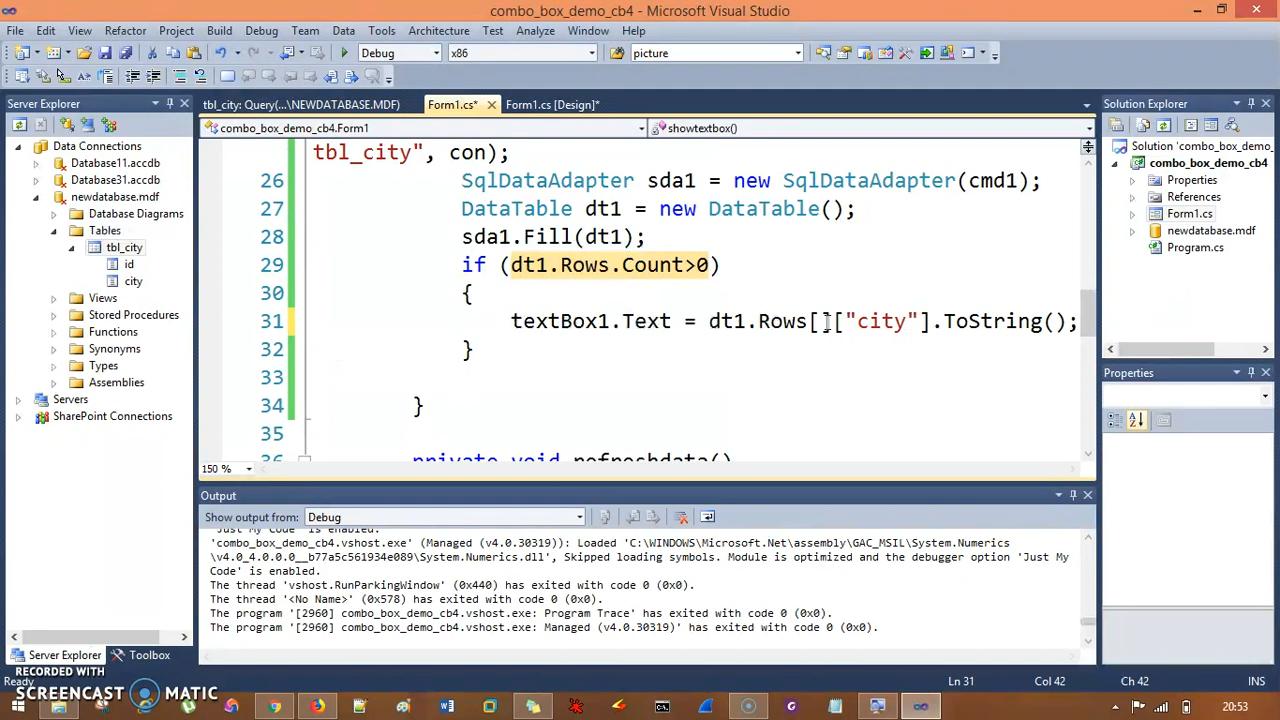 combo_box_demo_cb4 - Microsoft Visual Studio
File Edit View Refactor Project Build Debug Team Data Tools Architecture Test Analyze Window Help
Debug x86 picture
Server Explorer
tbl_city: Query(...\NEWDATABASE.MDF) Form1.cs* Form1.cs [Design]*
Solution Explorer
combo_box_demo_cb4.Form1 showtextbox()
Data Connections
Database11.accdb
Database31.accdb
newdatabase.mdf
Database Diagrams
Tables
tbl_city
id
city
Views
Stored Procedures
Functions
Synonyms
Types
Assemblies
Servers
SharePoint Connections
Server Explorer Toolbox
tbl_city", con);
26 SqlDataAdapter sda1 = new SqlDataAdapter(cmd1);
27 DataTable dt1 = new DataTable();
28 sda1.Fill(dt1);
29 if (dt1.Rows.Count>0)
30 {
31 textBox1.Text = dt1.Rows[]["city"].ToString();
32 }
33
34 }
35
36 private void refreshdata()
150 %
Solution 'combo_box_demo_
combo_box_demo_cb4
Properties
References
Form1.cs
newdatabase.mdf
Program.cs
Properties
Output
Show output from: Debug
'Just My Code' is enabled.
'combo_box_demo_cb4.vshost.exe' (Managed (v4.0.30319)): Loaded 'C:\WINDOWS\Microsoft.Net\assembly\GAC_MSIL\System.Numerics
\v4.0_4.0.0.0__b77a5c561934e089\System.Numerics.dll', Skipped loading symbols. Module is optimized and the debugger option 'Just My
Code' is enabled.
The thread 'vshost.RunParkingWindow' (0x440) has exited with code 0 (0x0).
The thread '<No Name>' (0x578) has exited with code 0 (0x0).
The program '[2960] combo_box_demo_cb4.vshost.exe: Program Trace' has exited with code 0 (0x0).
The program '[2960] combo_box_demo_cb4.vshost.exe: Managed (v4.0.30319)' has exited with code 0 (0x0).
RECORDED WITH
SCREENCAST MATIC
Ready Ln 31 Col 42 Ch 42 INS
20:53